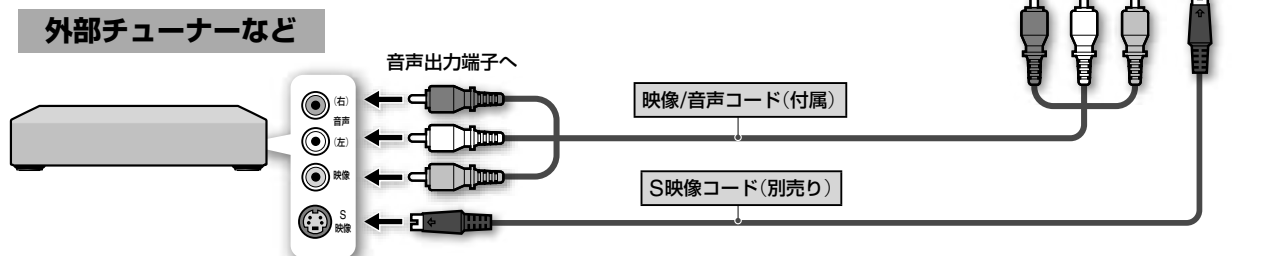 外部チューナーなど
音声出力端子へ
映像/音声コード（付属）
（右）
音声
（左）
映像
S映像コード（別売り）
S
映像